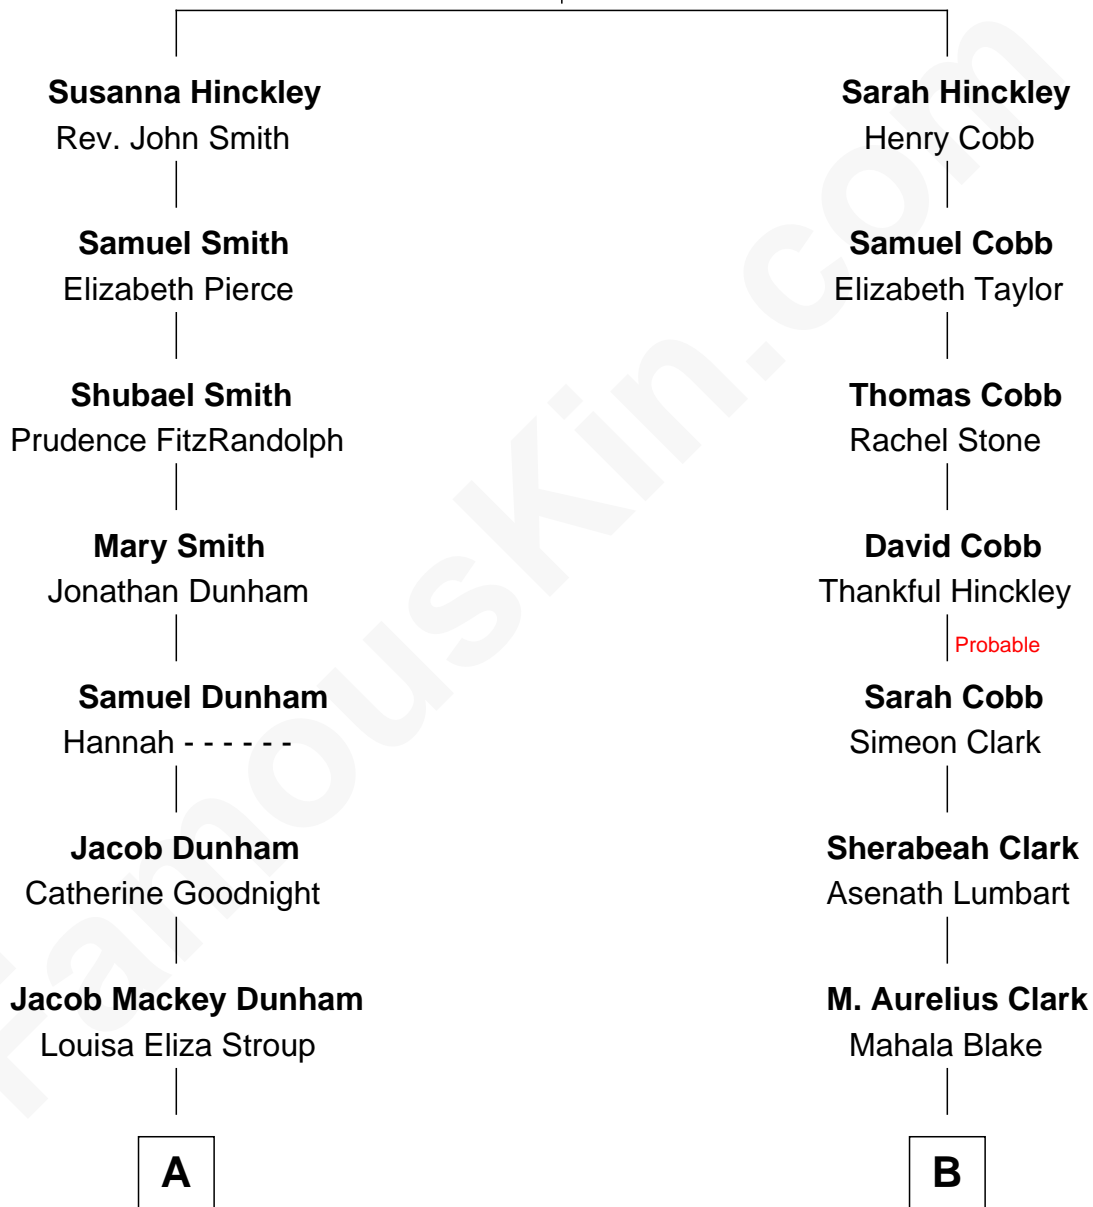 Susanna Hinckley
Rev. John Smith
Samuel Smith
Elizabeth Pierce
Shubael Smith
Prudence FitzRandolph
Mary Smith
Jonathan Dunham
Samuel Dunham
Hannah - - - - - -
Jacob Dunham
Catherine Goodnight
Jacob Mackey Dunham
Louisa Eliza Stroup
A
Sarah Hinckley
Henry Cobb
Samuel Cobb
Elizabeth Taylor
Thomas Cobb
Rachel Stone
David Cobb
Thankful Hinckley
Probable
Sarah Cobb
Simeon Clark
Sherabeah Clark
Asenath Lumbart
M. Aurelius Clark
Mahala Blake
B
FamousKin.com